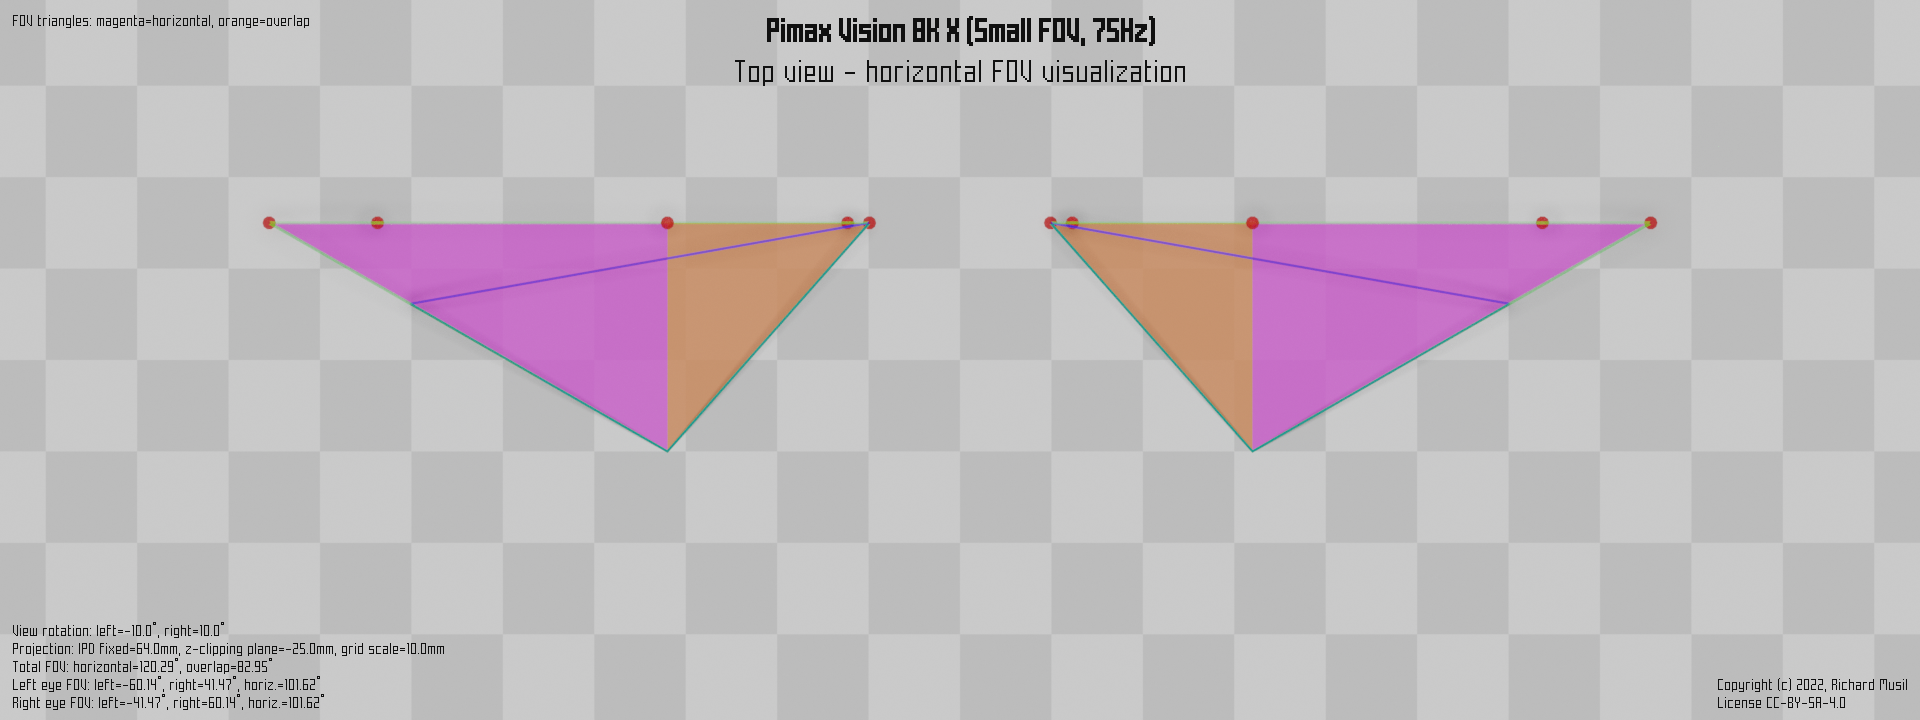 FOV triangles: magenta=horizontal, orange=overlap
Pimax Vision 8K X (Small FOV, 75Hz)
Top view - horizontal FOV visualization
View rotation: left=-10.0°, right=10.0°
Projection: IPD fixed=64.0mm, z-clipping plane=-25.0mm, grid scale=10.0mm
Total FOV: horizontal=120.29°, overlap=82.95°
Left eye FOV: left=-60.14°, right=41.47°, horiz.=101.62°
Right eye FOV: left=-41.47°, right=60.14°, horiz.=101.62°
Copyright (c) 2022, Richard Musil
License CC-BY-SA-4.0